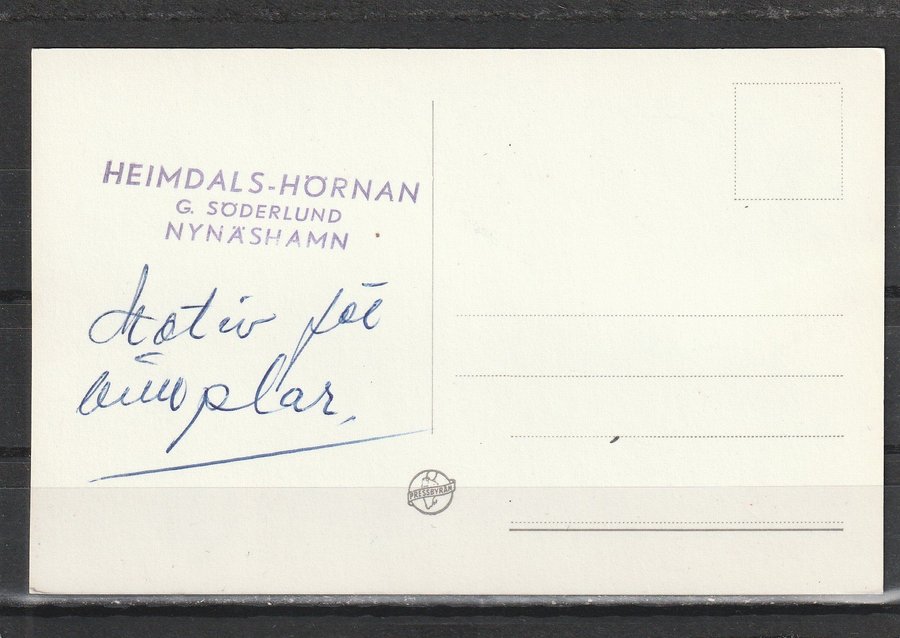 HEIMDALS-HÖRNAN
G. SÖDERLUND
NYNÄSHAMN
Motiv för
PRESSBYRÅN